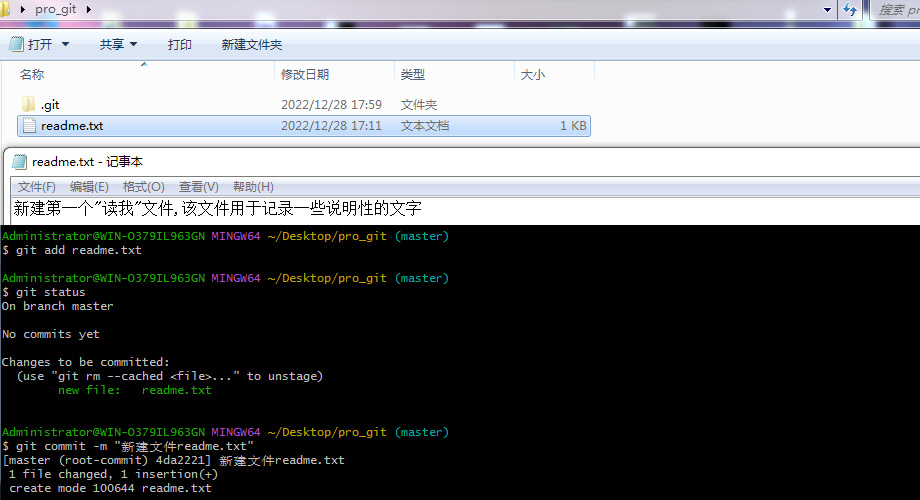 pro_git
搜索 pr
打开 共享 打印 新建文件夹
名称 修改日期 类型 大小
.git 2022/12/28 17:59 文件夹
readme.txt 2022/12/28 17:11 文本文档 1 KB
readme.txt - 记事本
文件(F) 编辑(E) 格式(O) 查看(V) 帮助(H)
新建第一个"读我"文件,该文件用于记录一些说明性的文字
Administrator@WIN-O379IL963GN MINGW64 ~/Desktop/pro_git (master)
$ git add readme.txt
Administrator@WIN-O379IL963GN MINGW64 ~/Desktop/pro_git (master)
$ git status
On branch master
No commits yet
Changes to be committed:
(use "git rm --cached <file>..." to unstage)
new file: readme.txt
Administrator@WIN-O379IL963GN MINGW64 ~/Desktop/pro_git (master)
$ git commit -m "新建文件readme.txt"
[master (root-commit) 4da2221] 新建文件readme.txt
1 file changed, 1 insertion(+)
create mode 100644 readme.txt